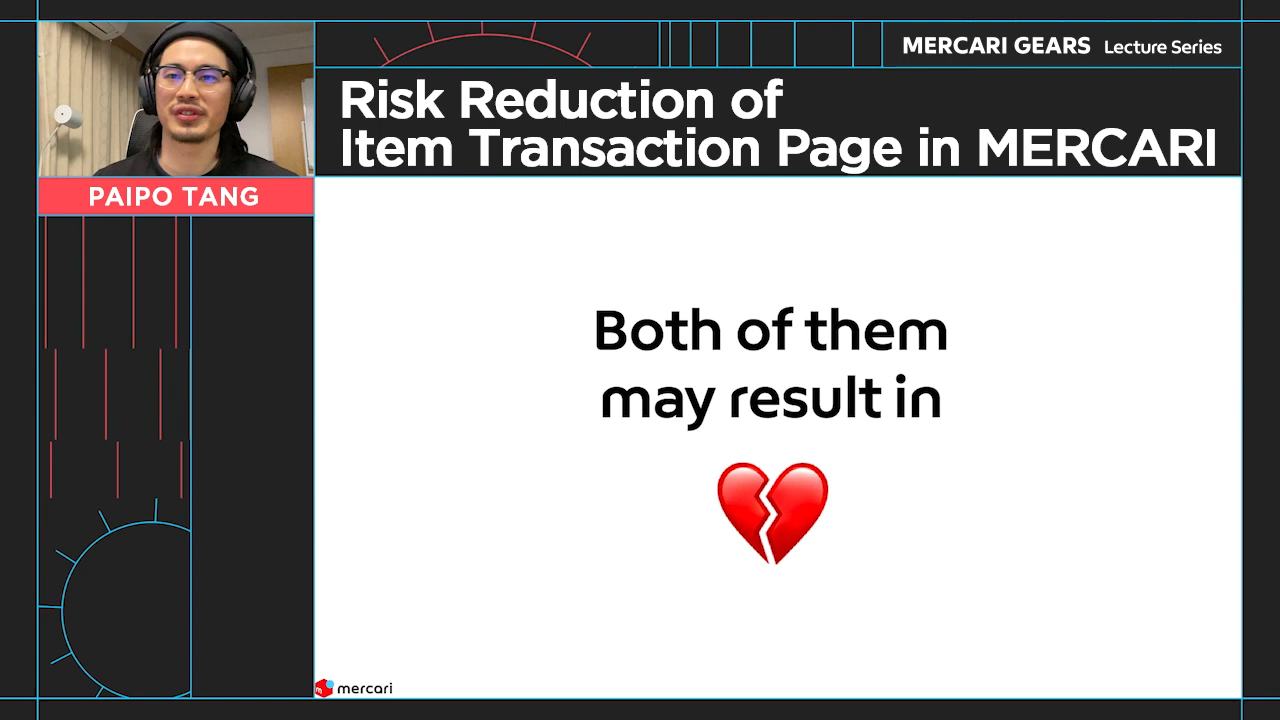 MERCARI GEARS Lecture Series
Risk Reduction of
Item Transaction Page in MERCARI
PAIPO TANG
Both of them
may result in
mercari